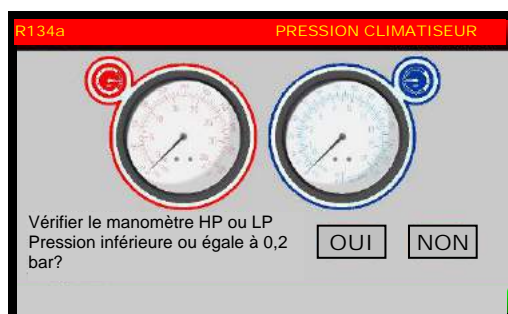 R134a PRESSION CLIMATISEUR
Vérifier le manomètre HP ou LP
Pression inférieure ou égale à 0,2
bar?
OUI NON